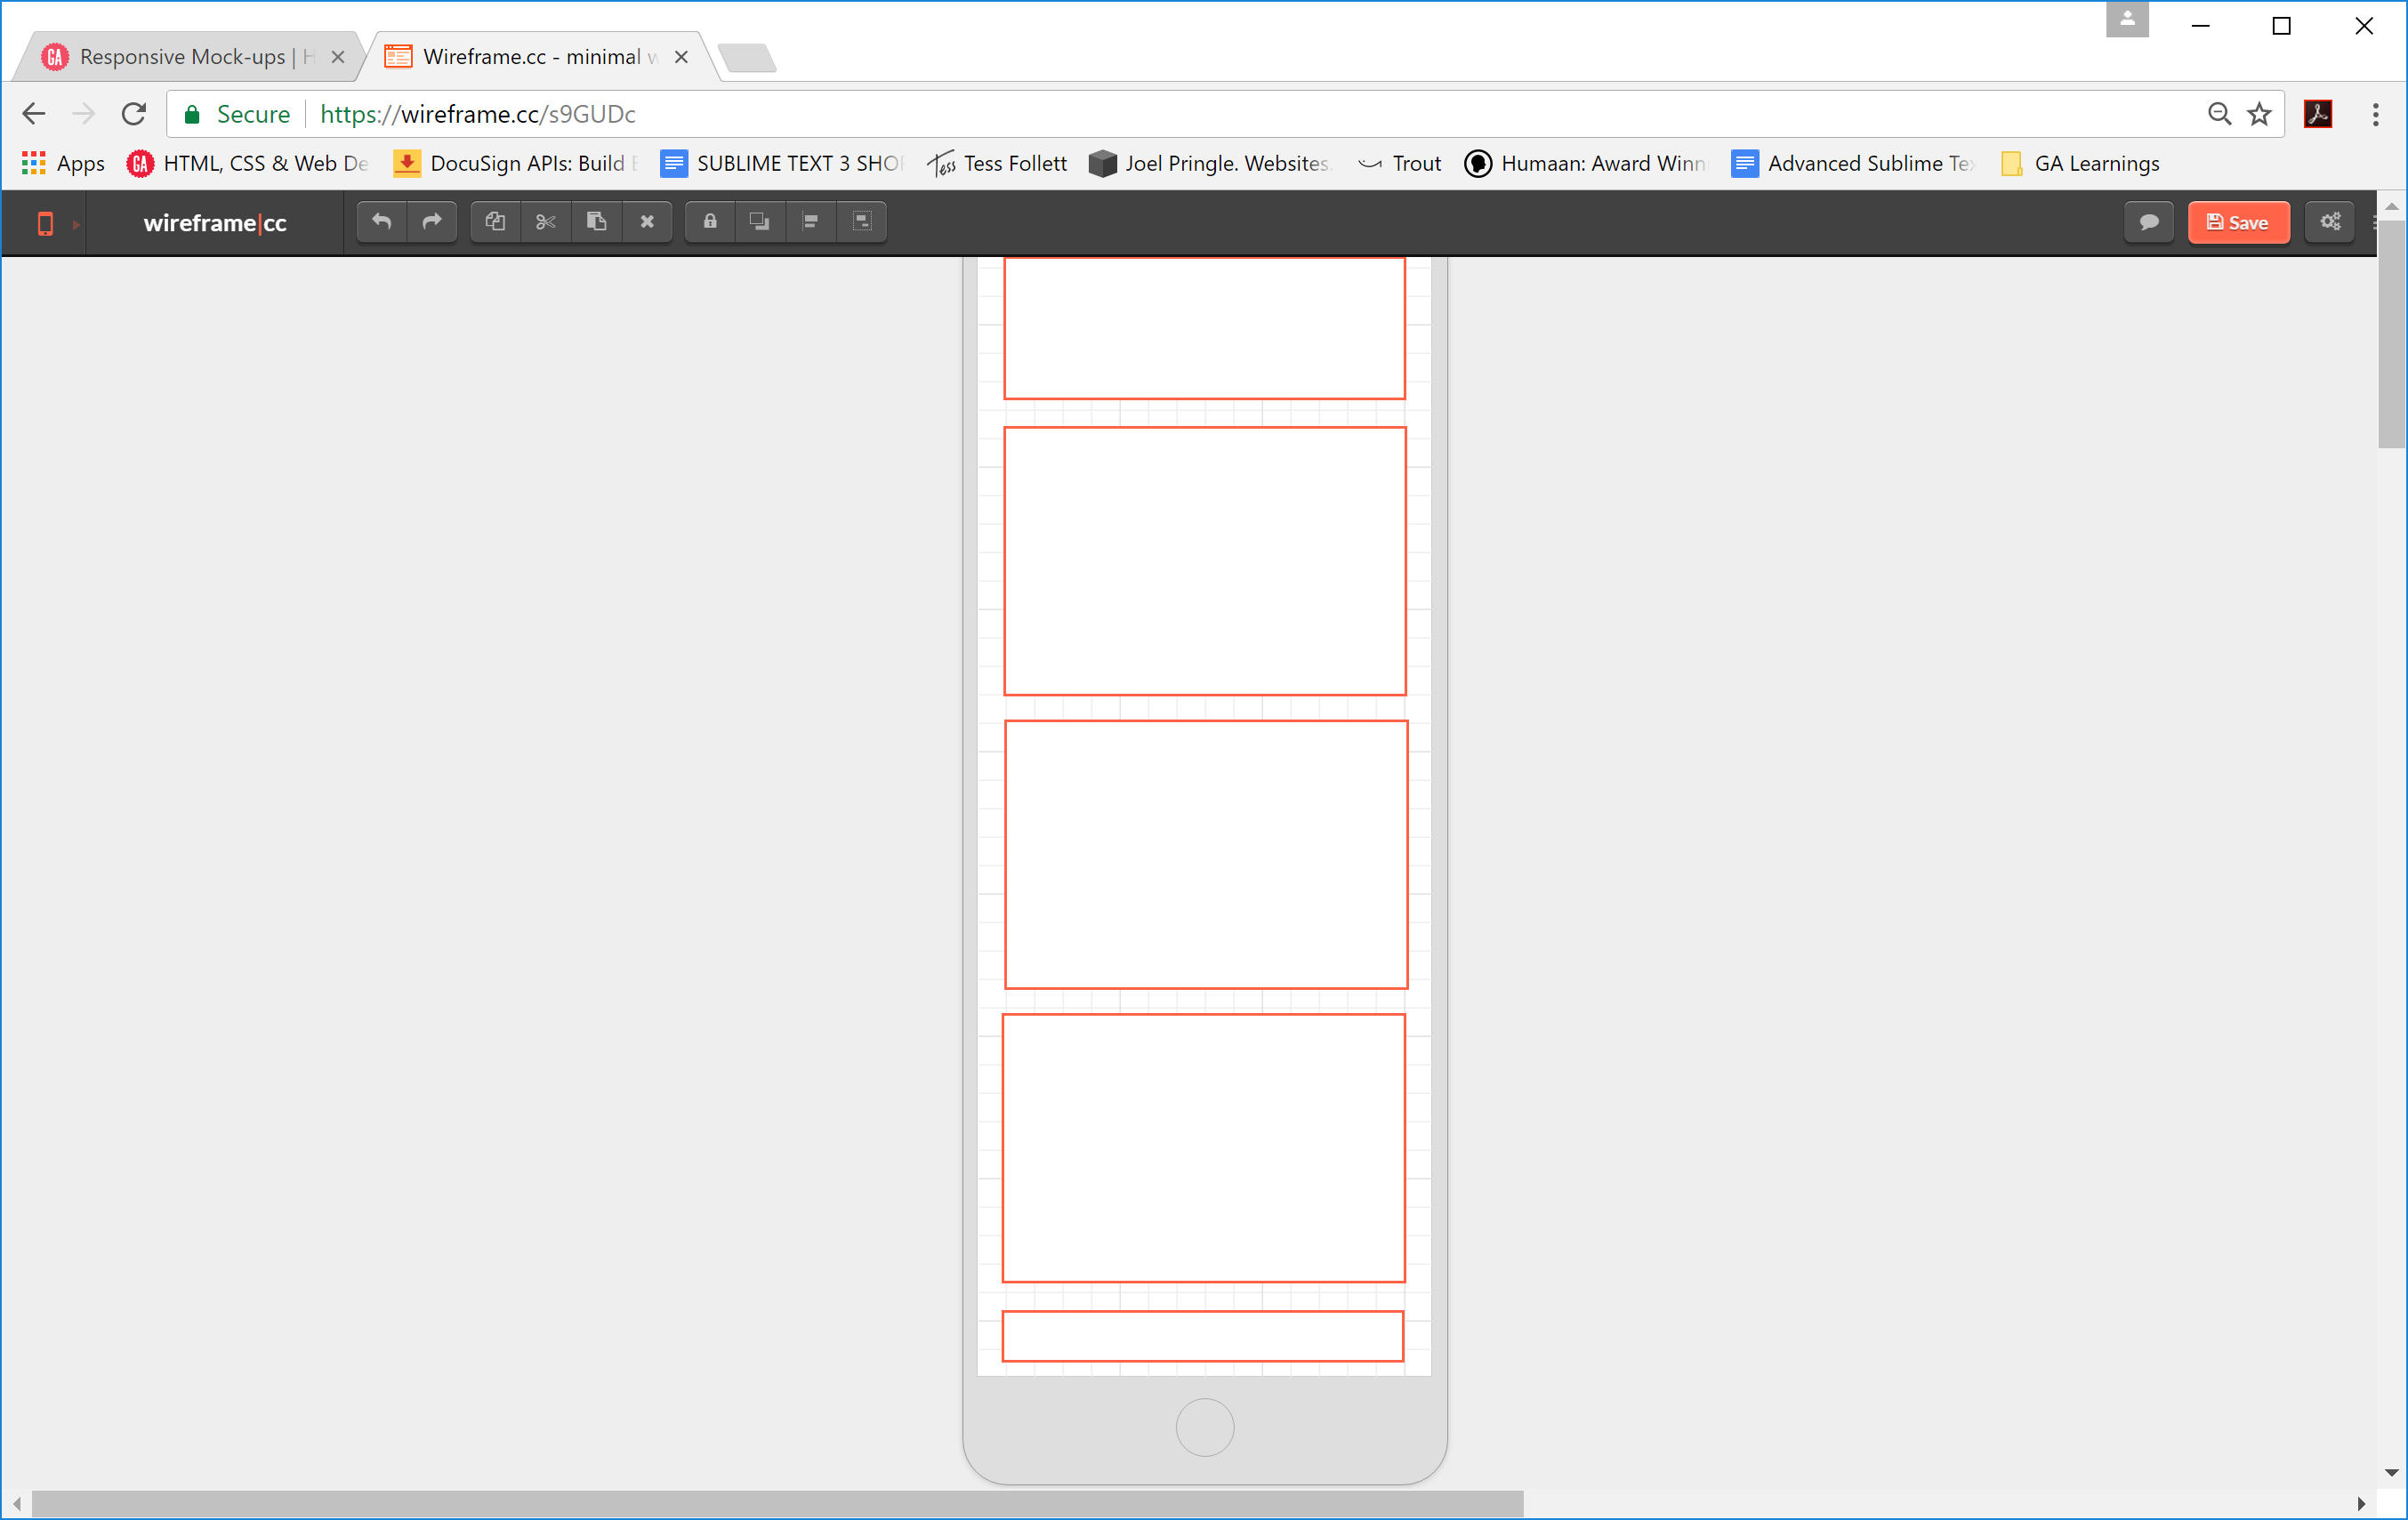 Responsive Mock-ups | H
Wireframe.cc - minimal w
Secure
https://wireframe.cc/s9GUDc
Apps
HTML, CSS & Web De
DocuSign APIs: Build E
SUBLIME TEXT 3 SHO
Tess Follett
Joel Pringle. Websites.
Trout
Humaan: Award Winni
Advanced Sublime Tex
GA Learnings
wireframe|cc
Save